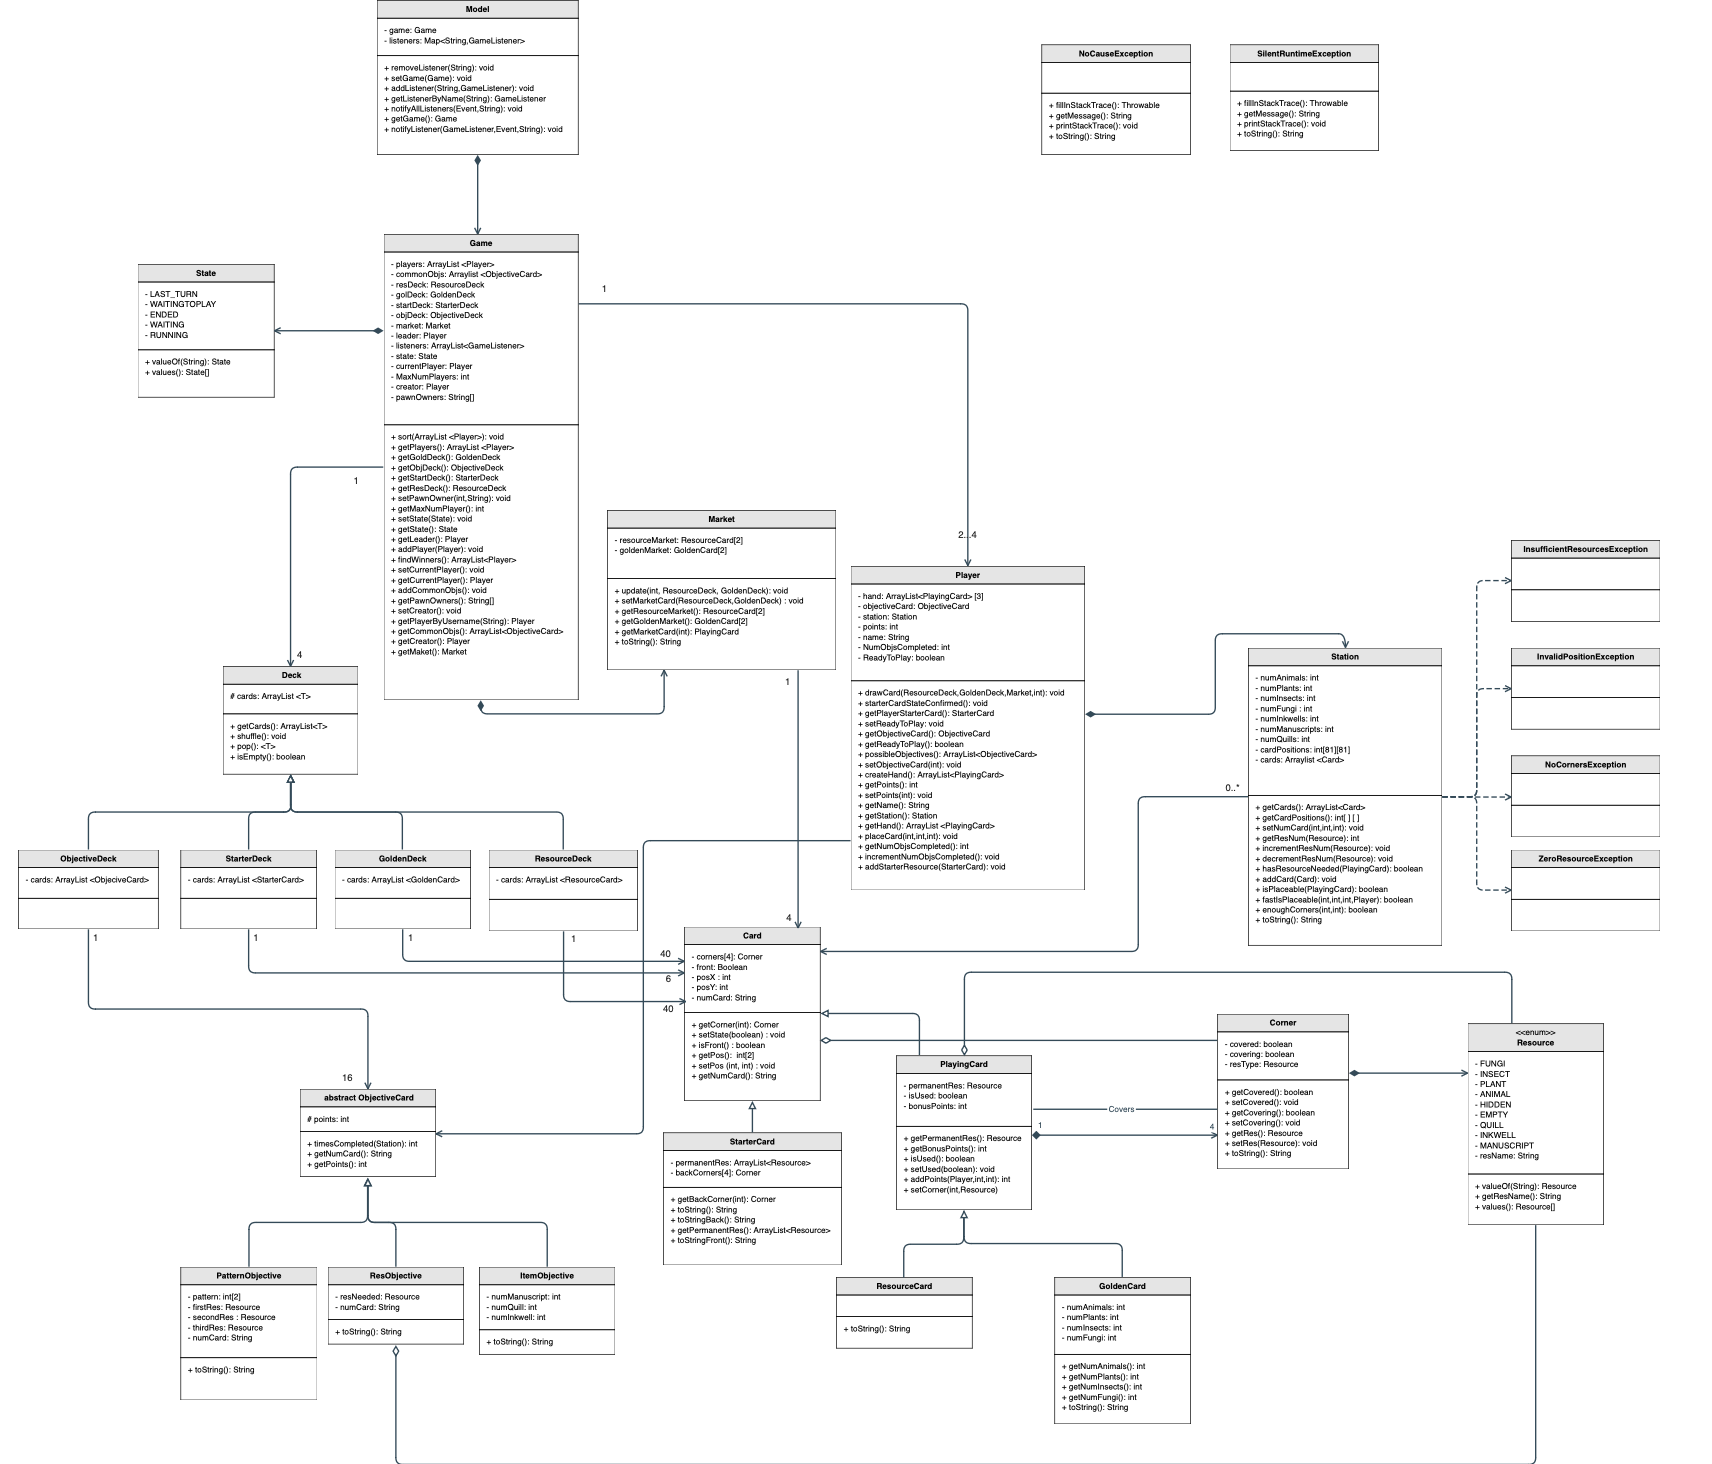 Model
- game: Game
- listeners: Map<String,GameListener>
+ removeListener(String): void
+ setGame(Game): void
+ addListener(String,GameListener): void
+ getListenerByName(String): GameListener
+ notifyAllListeners(Event,String): void
+ getGame(): Game
+ notifyListener(GameListener,Event,String): void
NoCauseException
+ fillInStackTrace(): Throwable
+ getMessage(): String
+ printStackTrace(): void
+ toString(): String
SilentRuntimeException
+ fillInStackTrace(): Throwable
+ getMessage(): String
+ printStackTrace(): void
+ toString(): String
State
- LAST_TURN
- WAITINGTOPLAY
- ENDED
- WAITING
- RUNNING
+ valueOf(String): State
+ values(): State[]
Game
- players: ArrayList <Player>
- commonObjs: Arraylist <ObjectiveCard>
- resDeck: ResourceDeck
- golDeck: GoldenDeck
- startDeck: StarterDeck
- objDeck: ObjectiveDeck
- market: Market
- leader: Player
- listeners: ArrayList<GameListener>
- state: State
- currentPlayer: Player
- MaxNumPlayers: int
- creator: Player
- pawnOwners: String[]
+ sort(ArrayList <Player>): void
+ getPlayers(): ArrayList <Player>
+ getGoldDeck(): GoldenDeck
+ getObjDeck(): ObjectiveDeck
+ getStartDeck(): StarterDeck
+ getResDeck(): ResourceDeck
+ setPawnOwner(int,String): void
+ getMaxNumPlayer(): int
+ setState(State): void
+ getState(): State
+ getLeader(): Player
+ addPlayer(Player): void
+ findWinners(): ArrayList<Player>
+ setCurrentPlayer(): void
+ getCurrentPlayer(): Player
+ addCommonObjs(): void
+ getPawnOwners(): String[]
+ setCreator(): void
+ getPlayerByUsername(String): Player
+ getCommonObjs(): ArrayList<ObjectiveCard>
+ getCreator(): Player
+ getMaket(): Market
1
2...4
1
4
Market
- resourceMarket: ResourceCard[2]
- goldenMarket: GoldenCard[2]
+ update(int, ResourceDeck, GoldenDeck): void
+ setMarketCard(ResourceDeck,GoldenDeck) : void
+ getResourceMarket(): ResourceCard[2]
+ getGoldenMarket(): GoldenCard[2]
+ getMarketCard(int): PlayingCard
+ toString(): String
1
4
Player
- hand: ArrayList<PlayingCard> [3]
- objectiveCard: ObjectiveCard
- station: Station
- points: int
- name: String
- NumObjsCompleted: int
- ReadyToPlay: boolean
+ drawCard(ResourceDeck,GoldenDeck,Market,int): void
+ starterCardStateConfirmed(): void
+ getPlayerStarterCard(): StarterCard
+ setReadyToPlay: void
+ getObjectiveCard(): ObjectiveCard
+ getReadyToPlay(): boolean
+ possibleObjectives(): ArrayList<ObjectiveCard>
+ setObjectiveCard(int): void
+ createHand(): ArrayList<PlayingCard>
+ getPoints(): int
+ setPoints(int): void
+ getName(): String
+ getStation(): Station
+ getHand(): ArrayList <PlayingCard>
+ placeCard(int,int,int): void
+ getNumObjsCompleted(): int
+ incrementNumObjsCompleted(): void
+ addStarterResource(StarterCard): void
Station
- numAnimals: int
- numPlants: int
- numInsects: int
- numFungi : int
- numInkwells: int
- numManuscripts: int
- numQuills: int
- cardPositions: int[81][81]
- cards: Arraylist <Card>
+ getCards(): ArrayList<Card>
+ getCardPositions(): int[ ] [ ]
+ setNumCard(int,int,int): void
+ getResNum(Resource): int
+ incrementResNum(Resource): void
+ decrementResNum(Resource): void
+ hasResourceNeeded(PlayingCard): boolean
+ addCard(Card): void
+ isPlaceable(PlayingCard): boolean
+ fastIsPlaceable(int,int,int,Player): boolean
+ enoughCorners(int,int): boolean
+ toString(): String
0..*
InsufficientResourcesException
InvalidPositionException
NoCornersException
ZeroResourceException
Deck
# cards: ArrayList <T>
+ getCards(): ArrayList<T>
+ shuffle(): void
+ pop(): <T>
+ isEmpty(): boolean
ObjectiveDeck
- cards: ArrayList <ObjeciveCard>
1
StarterDeck
- cards: ArrayList <StarterCard>
1
GoldenDeck
- cards: ArrayList <GoldenCard>
1
ResourceDeck
- cards: ArrayList <ResourceCard>
1
40
6
40
Card
- corners[4]: Corner
- front: Boolean
- posX : int
- posY: int
- numCard: String
+ getCorner(int): Corner
+ setState(boolean) : void
+ isFront() : boolean
+ getPos():  int[2]
+ setPos (int, int) : void
+ getNumCard(): String
PlayingCard
- permanentRes: Resource
- isUsed: boolean
- bonusPoints: int
+ getPermanentRes(): Resource
+ getBonusPoints(): int
+ isUsed(): boolean
+ setUsed(boolean): void
+ addPoints(Player,int,int): int
+ setCorner(int,Resource)
Covers
1
4
Corner
- covered: boolean
- covering: boolean
- resType: Resource
+ getCovered(): boolean
+ setCovered(): void
+ getCovering(): boolean
+ setCovering(): void
+ getRes(): Resource
+ setRes(Resource): void
+ toString(): String
<<enum>>
Resource
- FUNGI
- INSECT
- PLANT
- ANIMAL
- HIDDEN
- EMPTY
- QUILL
- INKWELL
- MANUSCRIPT
- resName: String
+ valueOf(String): Resource
+ getResName(): String
+ values(): Resource[]
16
abstract ObjectiveCard
# points: int
+ timesCompleted(Station): int
+ getNumCard(): String
+ getPoints(): int
StarterCard
- permanentRes: ArrayList<Resource>
- backCorners[4]: Corner
+ getBackCorner(int): Corner
+ toString(): String
+ toStringBack(): String
+ getPermanentRes(): ArrayList<Resource>
+ toStringFront(): String
PatternObjective
- pattern: int[2]
- firstRes: Resource
- secondRes : Resource
- thirdRes: Resource
- numCard: String
+ toString(): String
ResObjective
- resNeeded: Resource
- numCard: String
+ toString(): String
ItemObjective
- numManuscript: int
- numQuill: int
- numInkwell: int
+ toString(): String
ResourceCard
+ toString(): String
GoldenCard
- numAnimals: int
- numPlants: int
- numInsects: int
- numFungi: int
+ getNumAnimals(): int
+ getNumPlants(): int
+ getNumInsects(): int
+ getNumFungi(): int
+ toString(): String